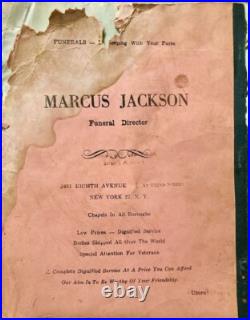 FUNERALS — In Keeping With Your Purse
MARCUS JACKSON
Funeral Director
EIGHTH AVENUE
NEW YORK N. Y.
Chapels In All Boroughs
Low Prices — Dignified Service
Bodies Shipped All Over The World
Special Attention For Veterans
A Complete Dignified Service At A Price You Can Afford
Our Aim Is To Be Worthy Of Your Friendship.